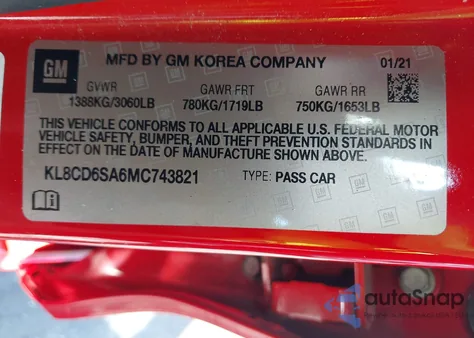 GM
MFD BY GM KOREA COMPANY 01/21
GVWR GAWR FRT GAWR RR
1388KG/3060LB 780KG/1719LB 750KG/1653LB
THIS VEHICLE CONFORMS TO ALL APPLICABLE U.S. FEDERAL MOTOR
VEHICLE SAFETY, BUMPER, AND THEFT PREVENTION STANDARDS IN
EFFECT ON THE DATE OF MANUFACTURE SHOWN ABOVE.
KL8CD6SA6MC743821 TYPE: PASS CAR
autoSnap